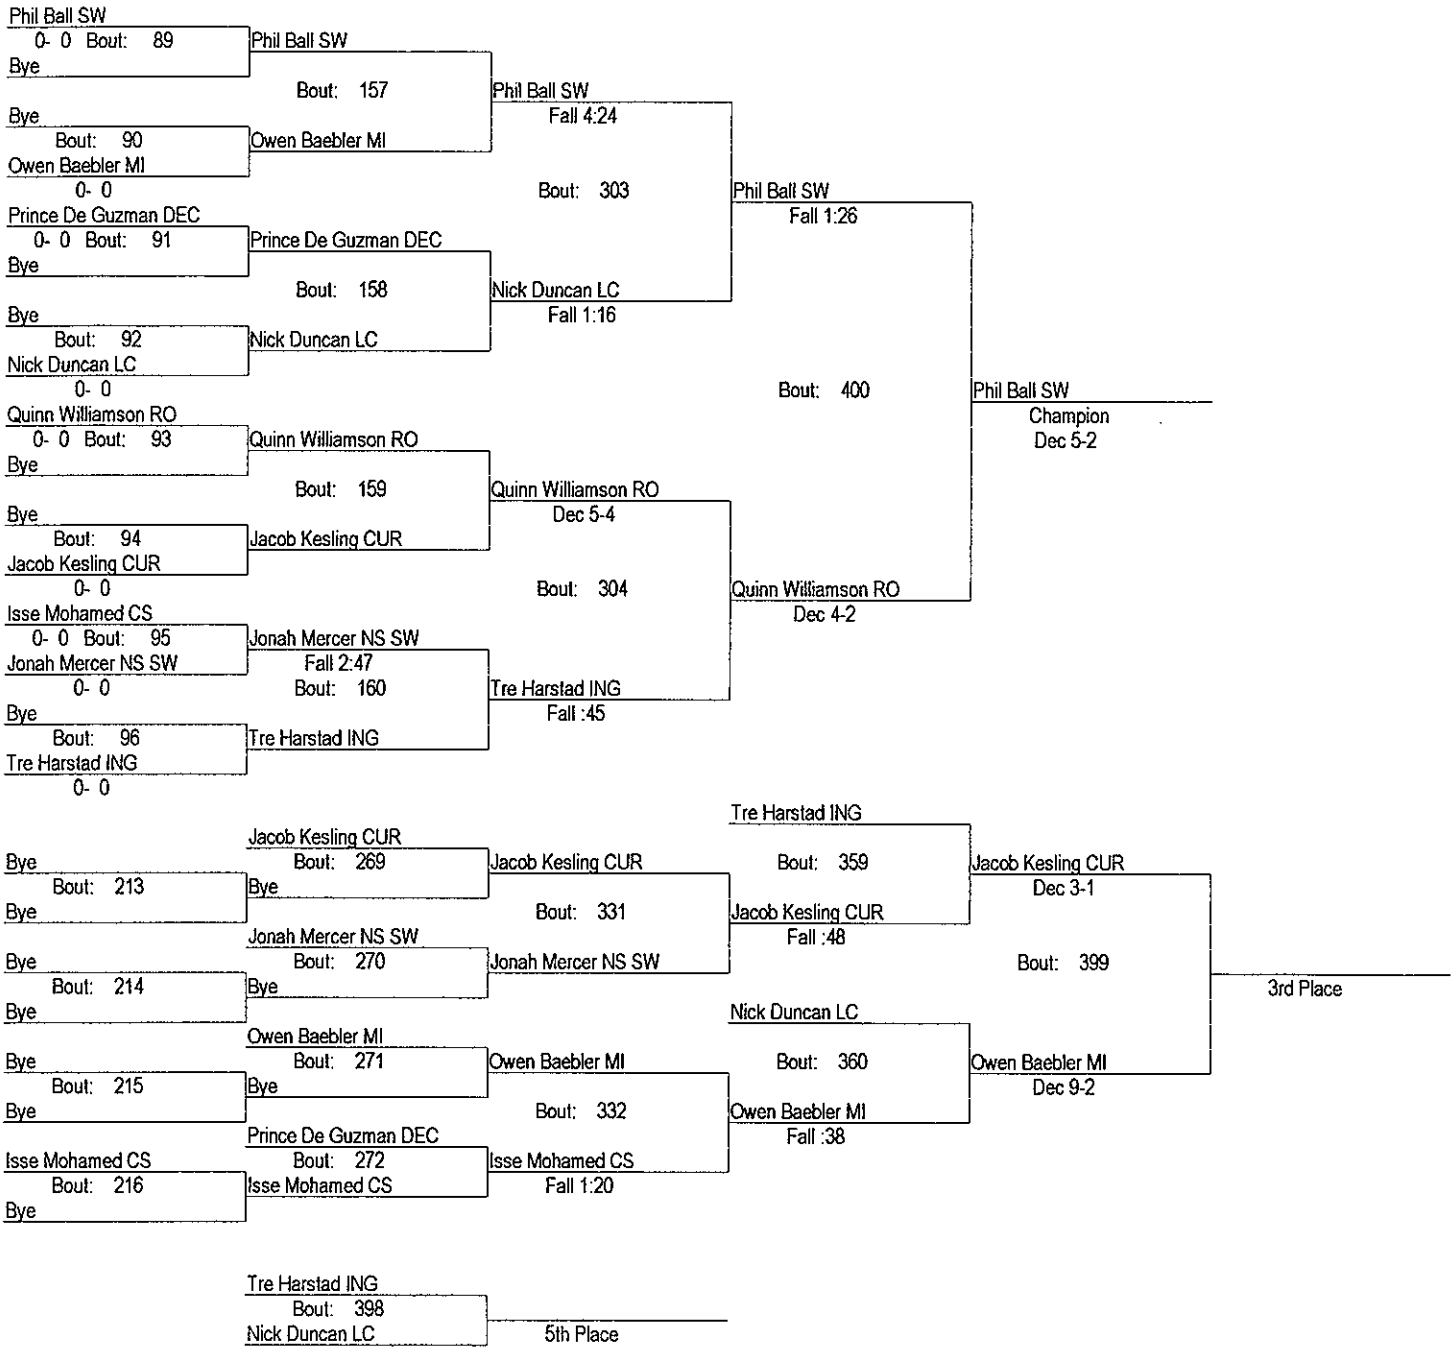 Phil Ball SW
0- 0 Bout: 89
Bye
Phil Ball SW
Bout: 157
Bye
Bout: 90
Owen Baebler MI
0- 0
Owen Baebler MI
Phil Ball SW
Fall 4:24
Bout: 303
Prince De Guzman DEC
0- 0 Bout: 91
Bye
Prince De Guzman DEC
Bout: 158
Bye
Bout: 92
Nick Duncan LC
0- 0
Nick Duncan LC
Nick Duncan LC
Fall 1:16
Phil Ball SW
Fall 1:26
Bout: 400
Quinn Williamson RO
0- 0 Bout: 93
Bye
Quinn Williamson RO
Bout: 159
Bye
Bout: 94
Jacob Kesling CUR
0- 0
Jacob Kesling CUR
Quinn Williamson RO
Dec 5-4
Bout: 304
Isse Mohamed CS
0- 0 Bout: 95
Jonah Mercer NS SW
0- 0
Jonah Mercer NS SW
Fall 2:47
Bout: 160
Bye
Bout: 96
Tre Harstad ING
0- 0
Tre Harstad ING
Tre Harstad ING
Fall :45
Quinn Williamson RO
Dec 4-2
Phil Ball SW
Champion
Dec 5-2
Bye
Bout: 213
Bye
Jacob Kesling CUR
Bout: 269
Bye
Jacob Kesling CUR
Bout: 331
Bye
Bout: 214
Bye
Jonah Mercer NS SW
Bout: 270
Bye
Jonah Mercer NS SW
Tre Harstad ING
Bout: 359
Jacob Kesling CUR
Fall :48
Jacob Kesling CUR
Dec 3-1
Bout: 399
Bye
Bout: 215
Bye
Owen Baebler MI
Bout: 271
Bye
Owen Baebler MI
Bout: 332
Isse Mohamed CS
Bout: 216
Bye
Prince De Guzman DEC
Bout: 272
Isse Mohamed CS
Isse Mohamed CS
Fall 1:20
Nick Duncan LC
Bout: 360
Owen Baebler MI
Fall :38
Owen Baebler MI
Dec 9-2
3rd Place
Tre Harstad ING
Bout: 398
Nick Duncan LC
5th Place